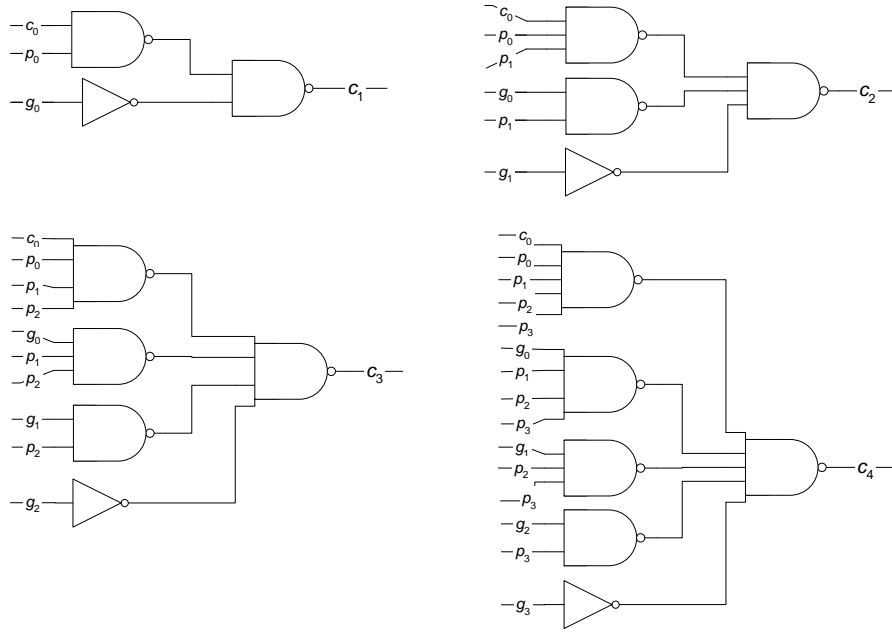 c₀
p₀
g₀
c₁
c₀
p₀
p₁
g₀
p₁
g₁
c₂
c₀
p₀
p₁
p₂
g₀
p₁
p₂
g₁
p₂
g₂
c₃
c₀
p₀
p₁
p₂
p₃
g₀
p₁
p₂
p₃
g₁
p₂
p₃
g₂
p₃
g₃
c₄